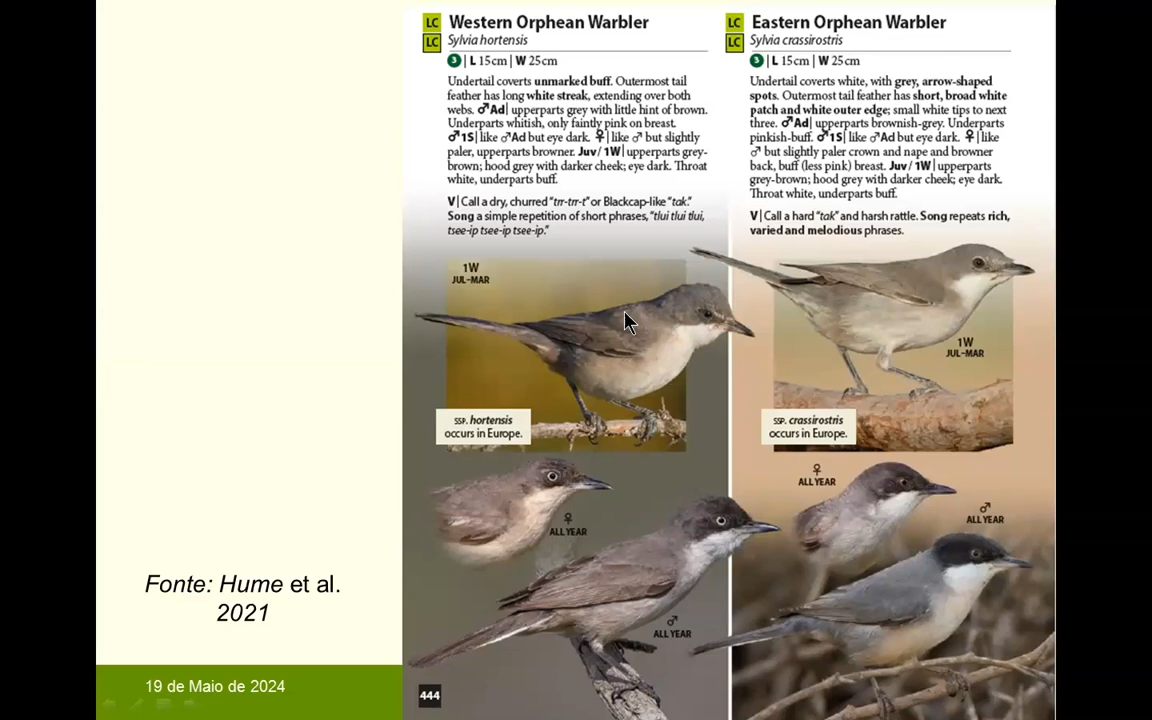 LC Western Orphean Warbler
LC Sylvia hortensis
3 | L 15cm | W 25cm
Undertail coverts unmarked buff. Outermost tail
feather has long white streak, extending over both
webs. ♂Ad| upperparts grey with little hint of brown.
Underparts whitish, only faintly pink on breast.
♂1S| like ♂Ad but eye dark. ♀| like ♂ but slightly
paler, upperparts browner. Juv / 1W| upperparts grey-
brown; hood grey with darker cheek; eye dark. Throat
white, underparts buff.
V| Call a dry, churred "trr-trr-t" or Blackcap-like "tak."
Song a simple repetition of short phrases, "tlui tlui tlui,
tsee-ip tsee-ip tsee-ip."
1W
JUL-MAR
SSP. hortensis
occurs in Europe.
♀
ALL YEAR
♂
ALL YEAR
444
LC Eastern Orphean Warbler
LC Sylvia crassirostris
3 | L 15cm | W 25cm
Undertail coverts white, with grey, arrow-shaped
spots. Outermost tail feather has short, broad white
patch and white outer edge; small white tips to next
three. ♂Ad| upperparts brownish-grey. Underparts
pinkish-buff. ♂1S| like ♂Ad but eye dark. ♀| like
♂ but slightly paler crown and nape and browner
back, buff (less pink) breast. Juv / 1W| upperparts
grey-brown; hood grey with darker cheek; eye dark.
Throat white, underparts buff.
V| Call a hard "tak" and harsh rattle. Song repeats rich,
varied and melodious phrases.
1W
JUL-MAR
SSP. crassirostris
occurs in Europe.
♀
ALL YEAR
♂
ALL YEAR
Fonte: Hume et al.
2021
19 de Maio de 2024